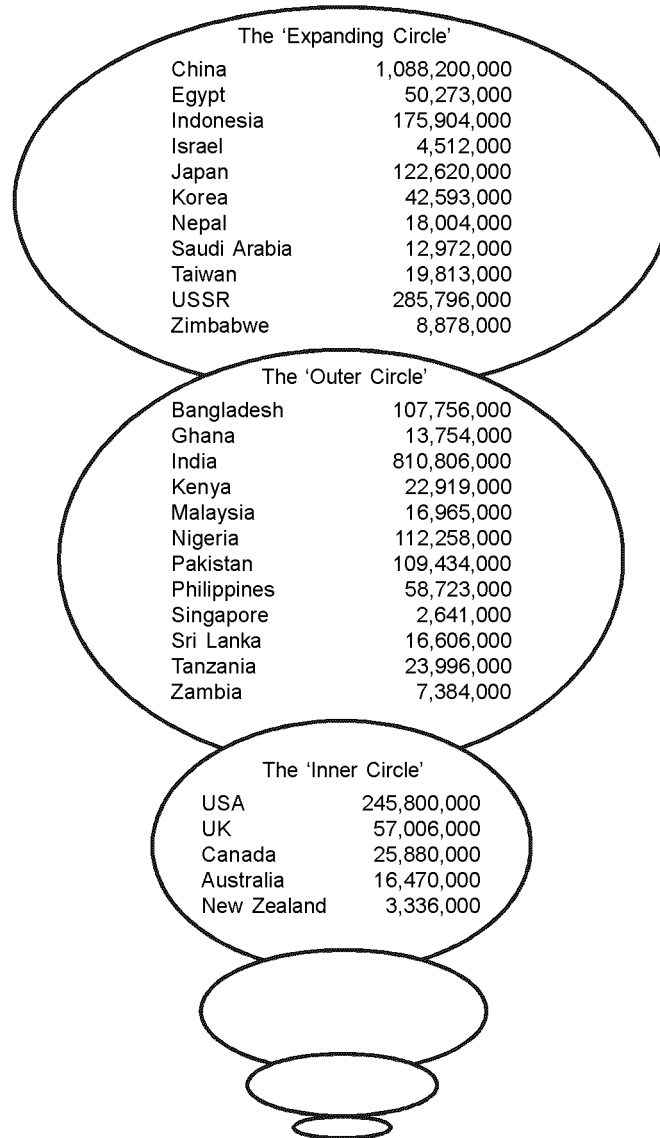 The ‘Expanding Circle’
China 1,088,200,000
Egypt 50,273,000
Indonesia 175,904,000
Israel 4,512,000
Japan 122,620,000
Korea 42,593,000
Nepal 18,004,000
Saudi Arabia 12,972,000
Taiwan 19,813,000
USSR 285,796,000
Zimbabwe 8,878,000
The ‘Outer Circle’
Bangladesh 107,756,000
Ghana 13,754,000
India 810,806,000
Kenya 22,919,000
Malaysia 16,965,000
Nigeria 112,258,000
Pakistan 109,434,000
Philippines 58,723,000
Singapore 2,641,000
Sri Lanka 16,606,000
Tanzania 23,996,000
Zambia 7,384,000
The ‘Inner Circle’
USA 245,800,000
UK 57,006,000
Canada 25,880,000
Australia 16,470,000
New Zealand 3,336,000